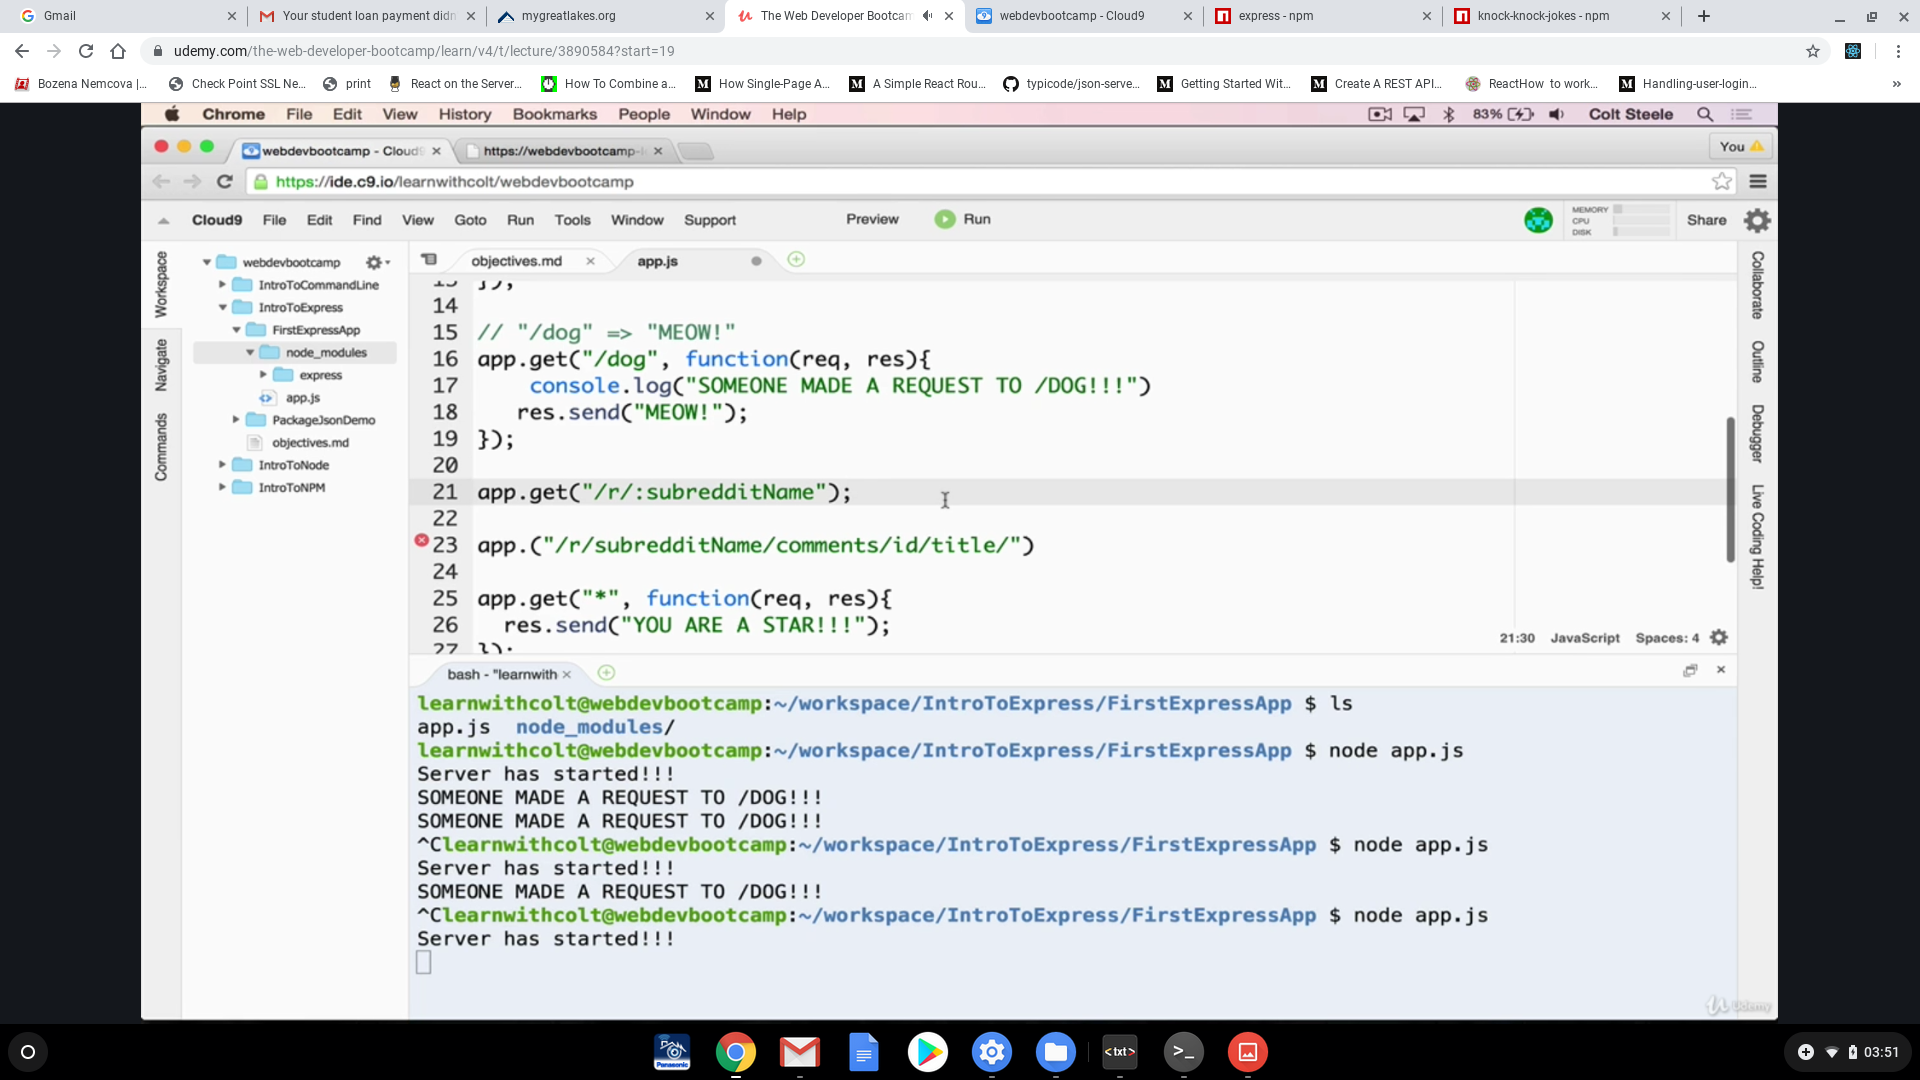 Gmail
Your student loan payment didn
mygreatlakes.org
The Web Developer Bootcam
webdevbootcamp - Cloud9
express - npm
knock-knock-jokes - npm
udemy.com/the-web-developer-bootcamp/learn/v4/t/lecture/3890584?start=19
Bozena Nemcova |...
Check Point SSL Ne...
print
React on the Server...
How To Combine a...
How Single-Page A...
A Simple React Rou...
typicode/json-serve...
Getting Started Wit...
Create A REST API...
ReactHow to work...
Handling-user-login...
»
Chrome File Edit View History Bookmarks People Window Help
83% Colt Steele
webdevbootcamp - Cloud9
https://webdevbootcamp-l
You
https://ide.c9.io/learnwithcolt/webdevbootcamp
Cloud9 File Edit Find View Goto Run Tools Window Support Preview Run
MEMORY
CPU
DISK
Share
Workspace
Navigate
Commands
webdevbootcamp
IntroToCommandLine
IntroToExpress
FirstExpressApp
node_modules
express
app.js
PackageJsonDemo
objectives.md
IntroToNode
IntroToNPM
objectives.md
app.js
13 });
14
15 // "/dog" => "MEOW!"
16 app.get("/dog", function(req, res){
17 console.log("SOMEONE MADE A REQUEST TO /DOG!!!")
18 res.send("MEOW!");
19 });
20
21 app.get("/r/:subredditName");
22
23 app.("/r/subredditName/comments/id/title/")
24
25 app.get("*", function(req, res){
26 res.send("YOU ARE A STAR!!!");
27 });
21:30 JavaScript Spaces: 4
Collaborate
Outline
Debugger
Live Coding Help!
bash - "learnwith
learnwithcolt@webdevbootcamp:~/workspace/IntroToExpress/FirstExpressApp $ ls
app.js node_modules/
learnwithcolt@webdevbootcamp:~/workspace/IntroToExpress/FirstExpressApp $ node app.js
Server has started!!!
SOMEONE MADE A REQUEST TO /DOG!!!
SOMEONE MADE A REQUEST TO /DOG!!!
^Clearnwithcolt@webdevbootcamp:~/workspace/IntroToExpress/FirstExpressApp $ node app.js
Server has started!!!
SOMEONE MADE A REQUEST TO /DOG!!!
^Clearnwithcolt@webdevbootcamp:~/workspace/IntroToExpress/FirstExpressApp $ node app.js
Server has started!!!
Udemy
Panasonic
<txt>
>_
03:51